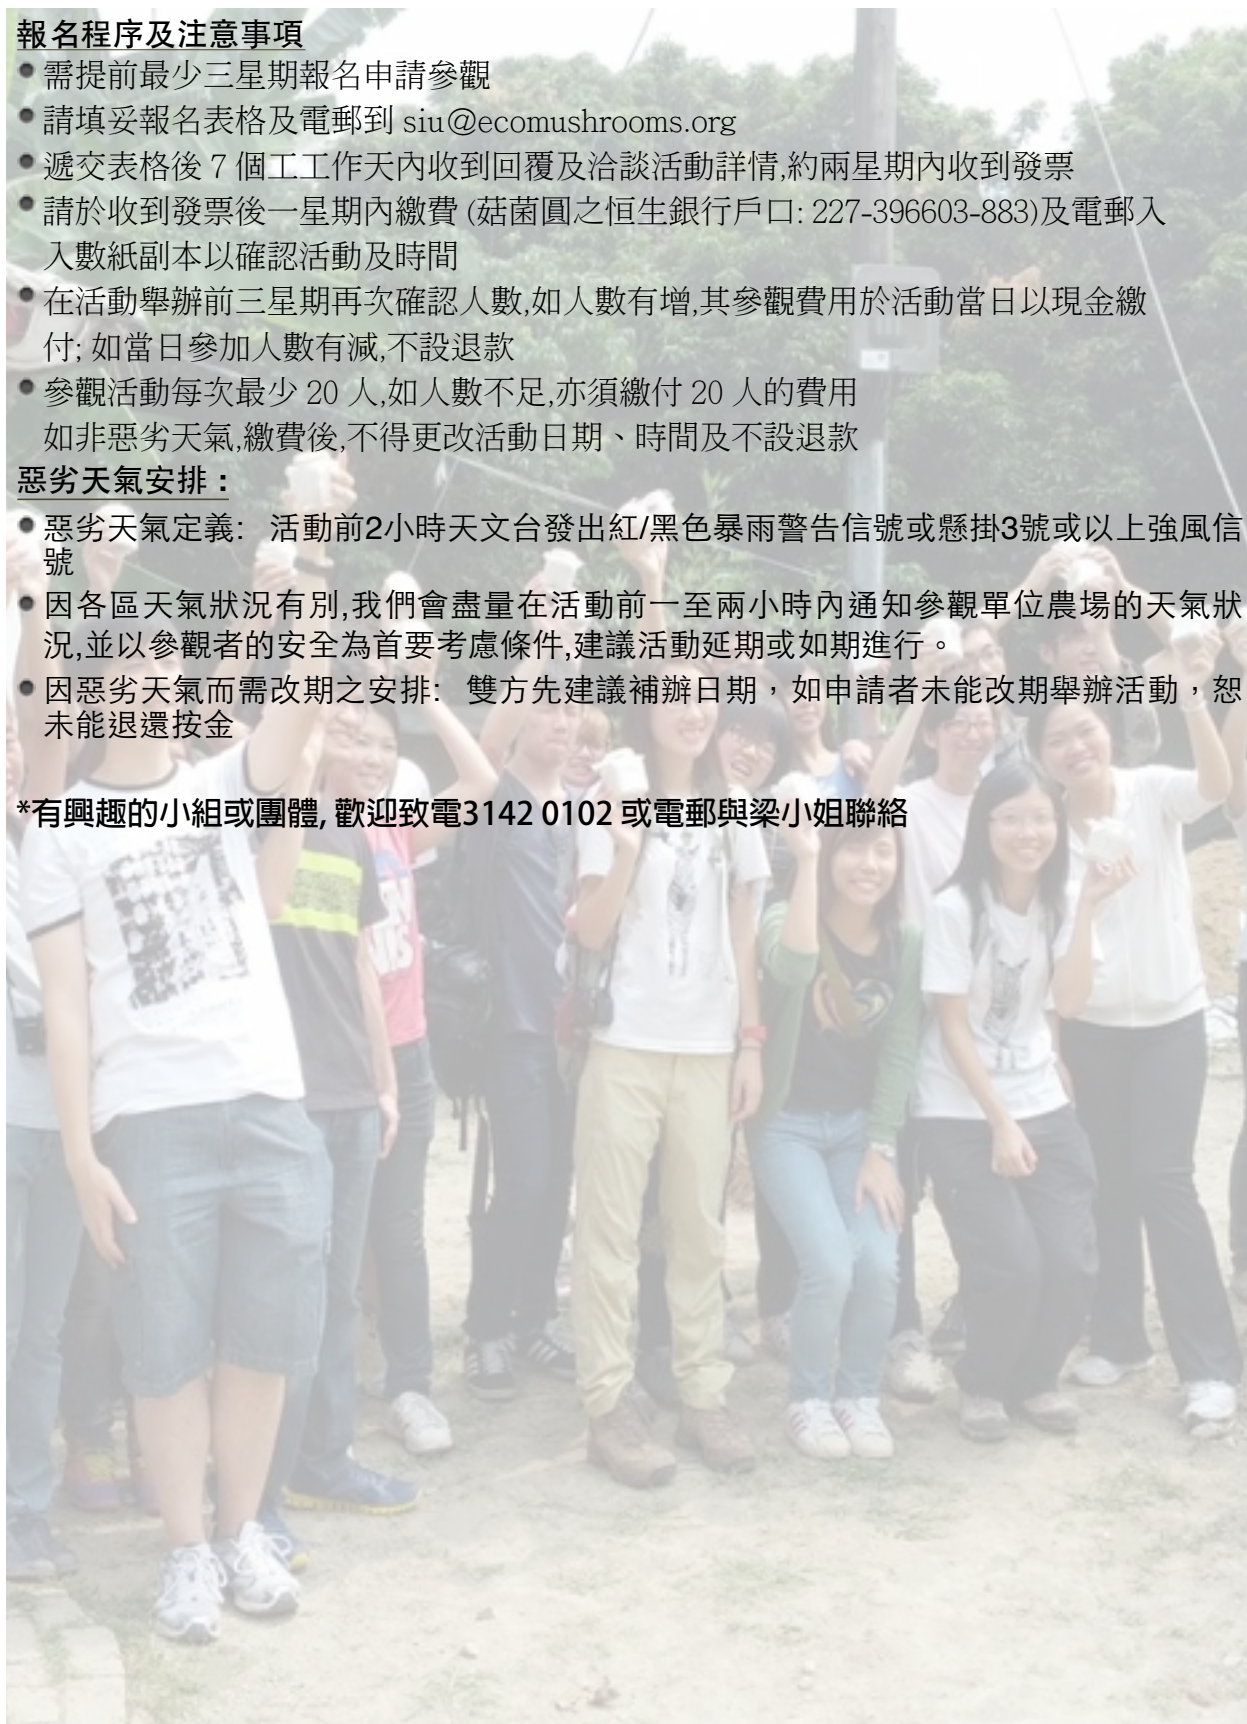 報名程序及注意事項
需提前最少三星期報名申請參觀
請填妥報名表格及電郵到 siu@ecomushrooms.org
遞交表格後 7 個工工作天內收到回覆及洽談活動詳情,約兩星期內收到發票
請於收到發票後一星期內繳費 (菇菌圓之恒生銀行戶口: 227-396603-883)及電郵入
入數紙副本以確認活動及時間
在活動舉辦前三星期再次確認人數,如人數有增,其參觀費用於活動當日以現金繳
付; 如當日參加人數有減,不設退款
參觀活動每次最少 20 人,如人數不足,亦須繳付 20 人的費用
如非惡劣天氣,繳費後,不得更改活動日期、時間及不設退款
惡劣天氣安排：
惡劣天氣定義: 活動前2小時天文台發出紅/黑色暴雨警告信號或懸掛3號或以上強風信
號
因各區天氣狀況有別,我們會盡量在活動前一至兩小時內通知參觀單位農場的天氣狀
況,並以參觀者的安全為首要考慮條件,建議活動延期或如期進行。
因惡劣天氣而需改期之安排: 雙方先建議補辦日期，如申請者未能改期舉辦活動，恕
未能退還按金
*有興趣的小組或團體, 歡迎致電3142 0102 或電郵與梁小姐聯絡